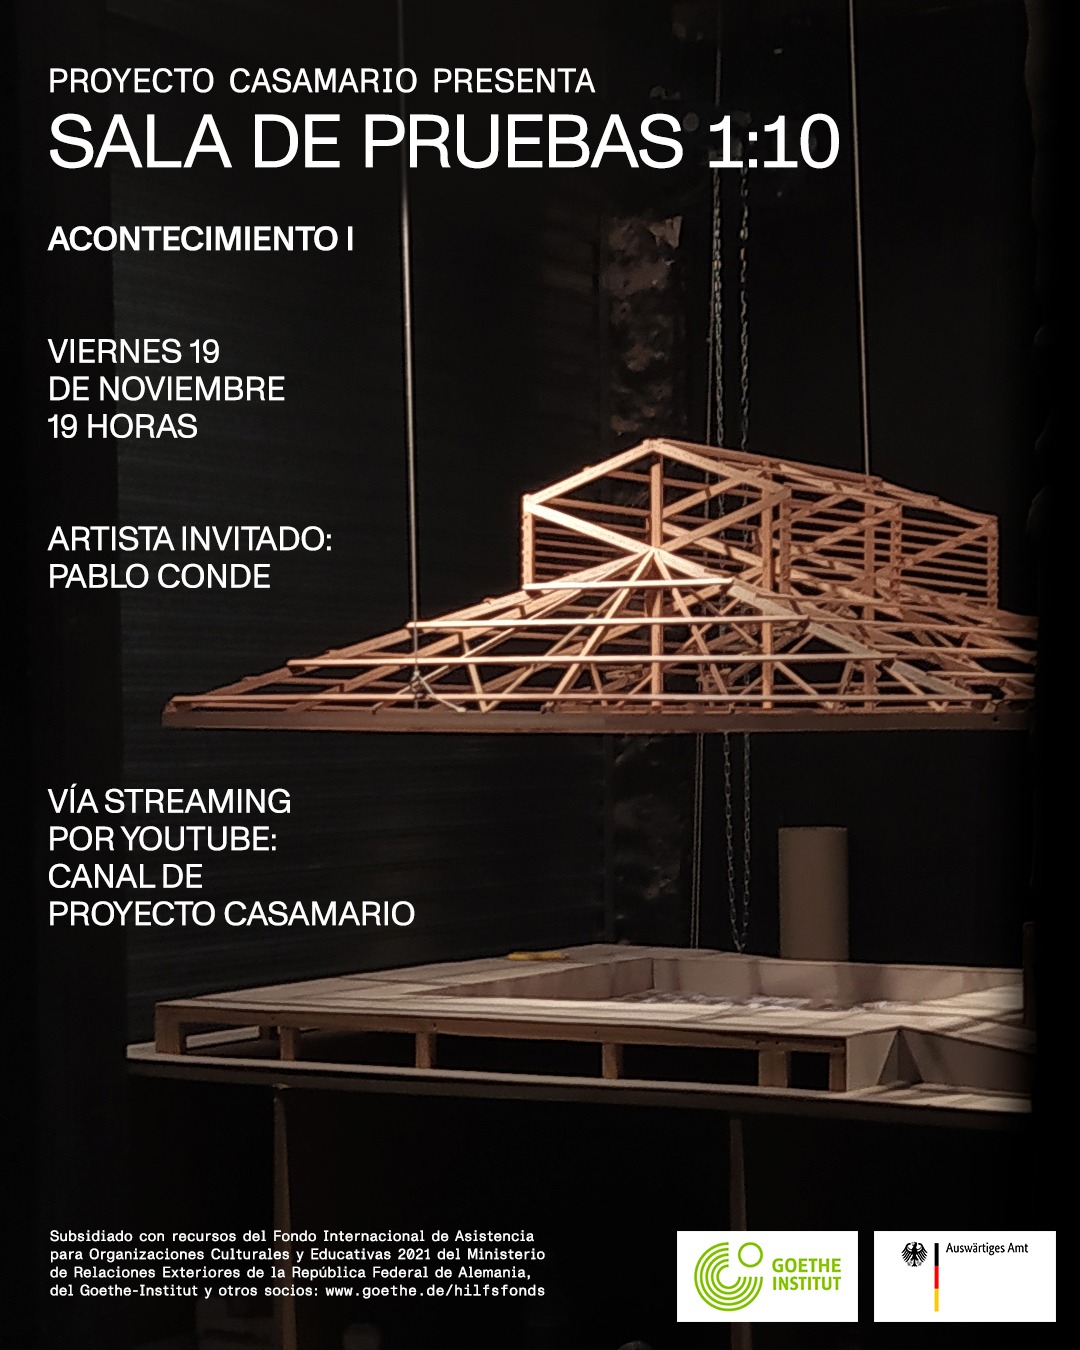 PROYECTO CASAMARIO PRESENTA
SALA DE PRUEBAS 1:10
ACONTECIMIENTO I
VIERNES 19
DE NOVIEMBRE
19 HORAS
ARTISTA INVITADO:
PABLO CONDE
VÍA STREAMING
POR YOUTUBE:
CANAL DE
PROYECTO CASAMARIO
Subsidiado con recursos del Fondo Internacional de Asistencia
para Organizaciones Culturales y Educativas 2021 del Ministerio
de Relaciones Exteriores de la República Federal de Alemania,
del Goethe-Institut y otros socios: www.goethe.de/hilfsfonds
GOETHE
INSTITUT
Auswärtiges Amt